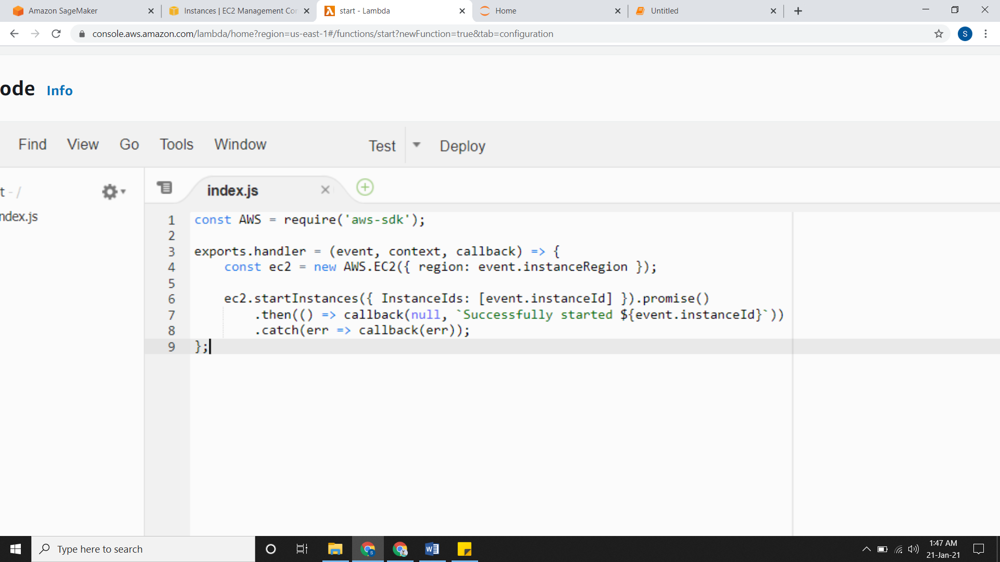 Amazon SageMaker
Instances | EC2 Management Con
start - Lambda
Home
Untitled
console.aws.amazon.com/lambda/home?region=us-east-1#/functions/start?newFunction=true&tab=configuration
S
ode Info
Find View Go Tools Window Test Deploy
t - /
index.js
ndex.js
1 const AWS = require('aws-sdk');
2
3 exports.handler = (event, context, callback) => {
4 const ec2 = new AWS.EC2({ region: event.instanceRegion });
5
6 ec2.startInstances({ InstanceIds: [event.instanceId] }).promise()
7 .then(() => callback(null, `Successfully started ${event.instanceId}`))
8 .catch(err => callback(err));
9 };
Type here to search
1:47 AM
21-Jan-21